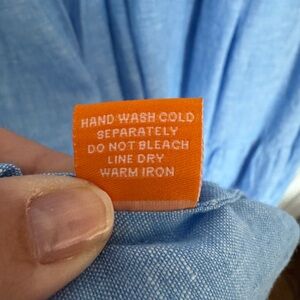 HAND WASH COLD
SEPARATELY
DO NOT BLEACH
LINE DRY
WARM IRON